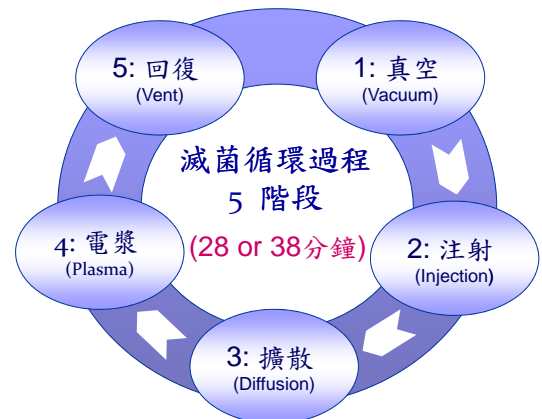 滅菌循環過程
5 階段
(28 or 38分鐘)
1: 真空
(Vacuum)
2: 注射
(Injection)
3: 擴散
(Diffusion)
4: 電漿
(Plasma)
5: 回復
(Vent)